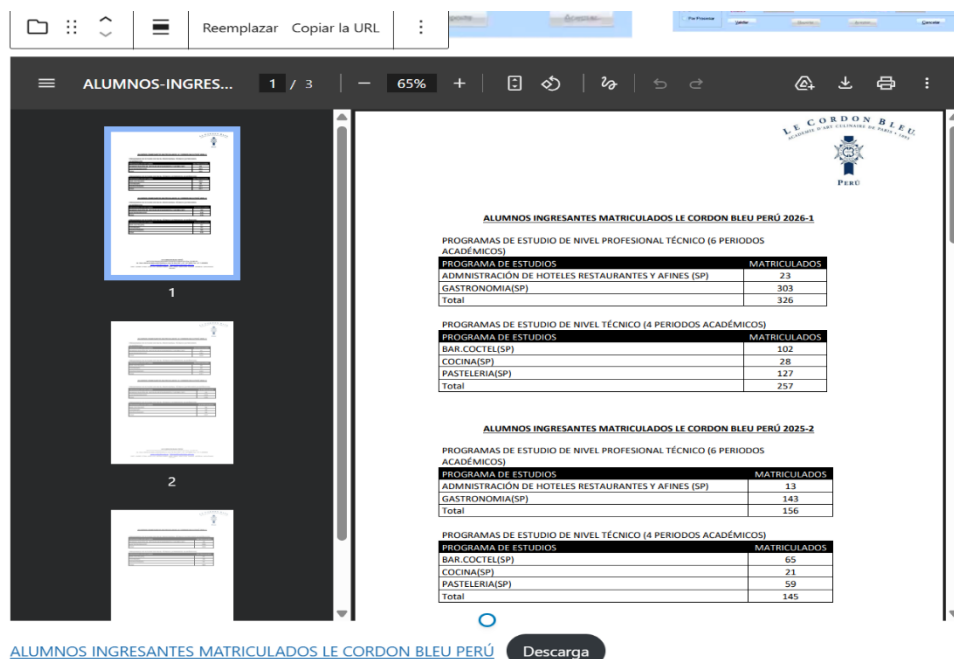 Reemplazar Copiar la URL
ALUMNOS-INGRES... 1 / 3 65%
LE CORDON BLEU
PERÚ
ALUMNOS INGRESANTES MATRICULADOS LE CORDON BLEU PERÚ 2026-1
PROGRAMAS DE ESTUDIO DE NIVEL PROFESIONAL TÉCNICO (6 PERIODOS
ACADÉMICOS)
PROGRAMA DE ESTUDIOS MATRICULADOS
ADMNISTRACIÓN DE HOTELES RESTAURANTES Y AFINES (SP) 23
GASTRONOMIA(SP) 303
Total 326
PROGRAMAS DE ESTUDIO DE NIVEL TÉCNICO (4 PERIODOS ACADÉMICOS)
PROGRAMA DE ESTUDIOS MATRICULADOS
BAR.COCTEL(SP) 102
COCINA(SP) 28
PASTELERIA(SP) 127
Total 257
ALUMNOS INGRESANTES MATRICULADOS LE CORDON BLEU PERÚ 2025-2
PROGRAMAS DE ESTUDIO DE NIVEL PROFESIONAL TÉCNICO (6 PERIODOS
ACADÉMICOS)
PROGRAMA DE ESTUDIOS MATRICULADOS
ADMNISTRACIÓN DE HOTELES RESTAURANTES Y AFINES (SP) 13
GASTRONOMIA(SP) 143
Total 156
PROGRAMAS DE ESTUDIO DE NIVEL TÉCNICO (4 PERIODOS ACADÉMICOS)
PROGRAMA DE ESTUDIOS MATRICULADOS
BAR.COCTEL(SP) 65
COCINA(SP) 21
PASTELERIA(SP) 59
Total 145
1
2
ALUMNOS INGRESANTES MATRICULADOS LE CORDON BLEU PERÚ Descarga